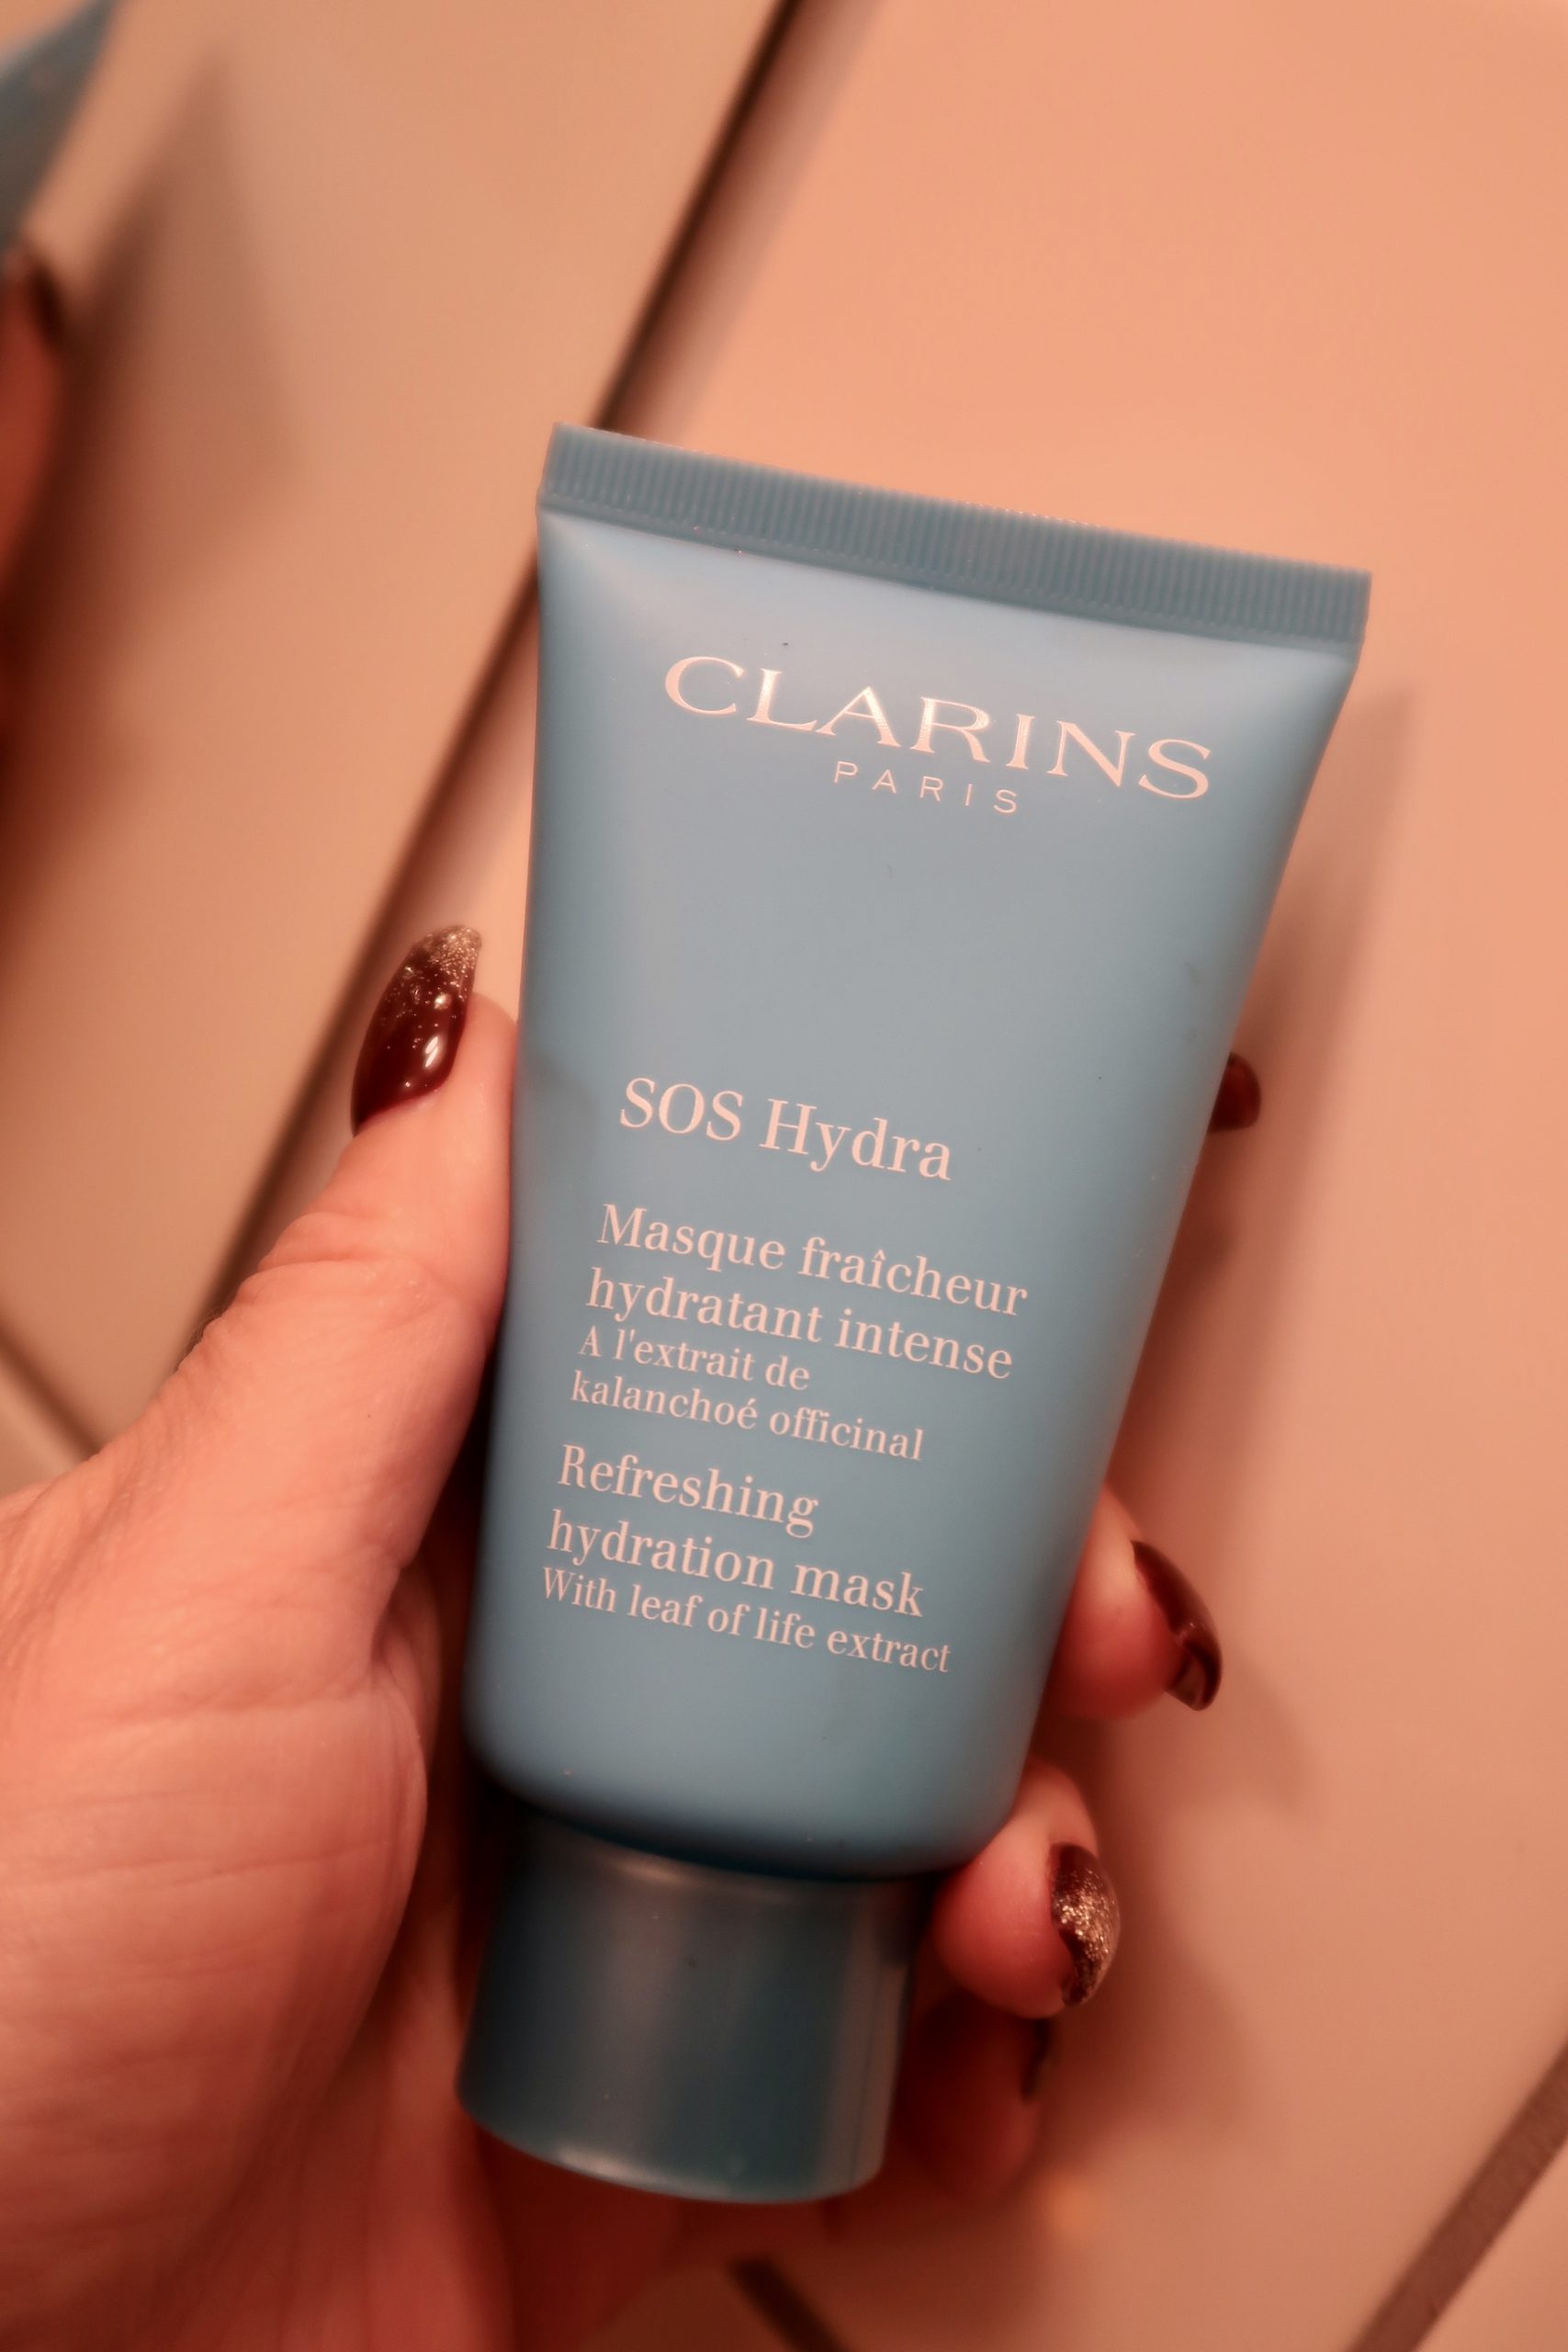 CLARINS
PARIS
SOS Hydra
Masque fraîcheur
hydratant intense
A l'extrait de
kalanchoé officinal
Refreshing
hydration mask
With leaf of life extract